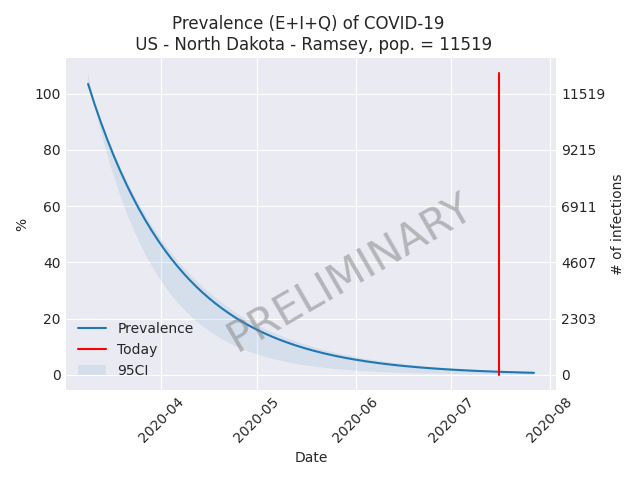 Prevalence (E+I+Q) of COVID-19
US - North Dakota - Ramsey, pop. = 11519
100
80
60
40
20
0
%
11519
9215
6911
4607
2303
0
# of infections
PRELIMINARY
Prevalence
Today
95CI
2020-04
2020-05
2020-06
2020-07
2020-08
Date